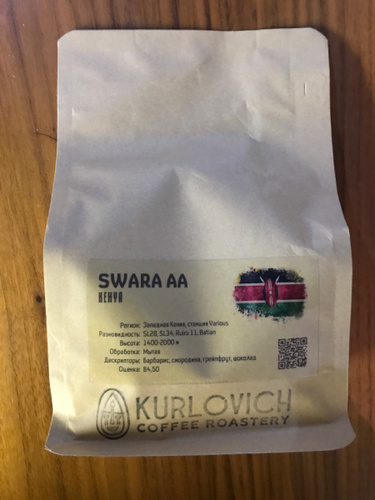 SWARA AA
KENYA
Регион: Западная Кения, станция Various
Разновидность: SL28, SL34, Ruiru 11, Batian
Высота: 1400-2000 м
Обработка: Мытая
Дескрипторы: Барбарис, смородина, грейпфрут, шоколад
Оценка: 84,50
KURLOVICH
COFFEE ROASTERY